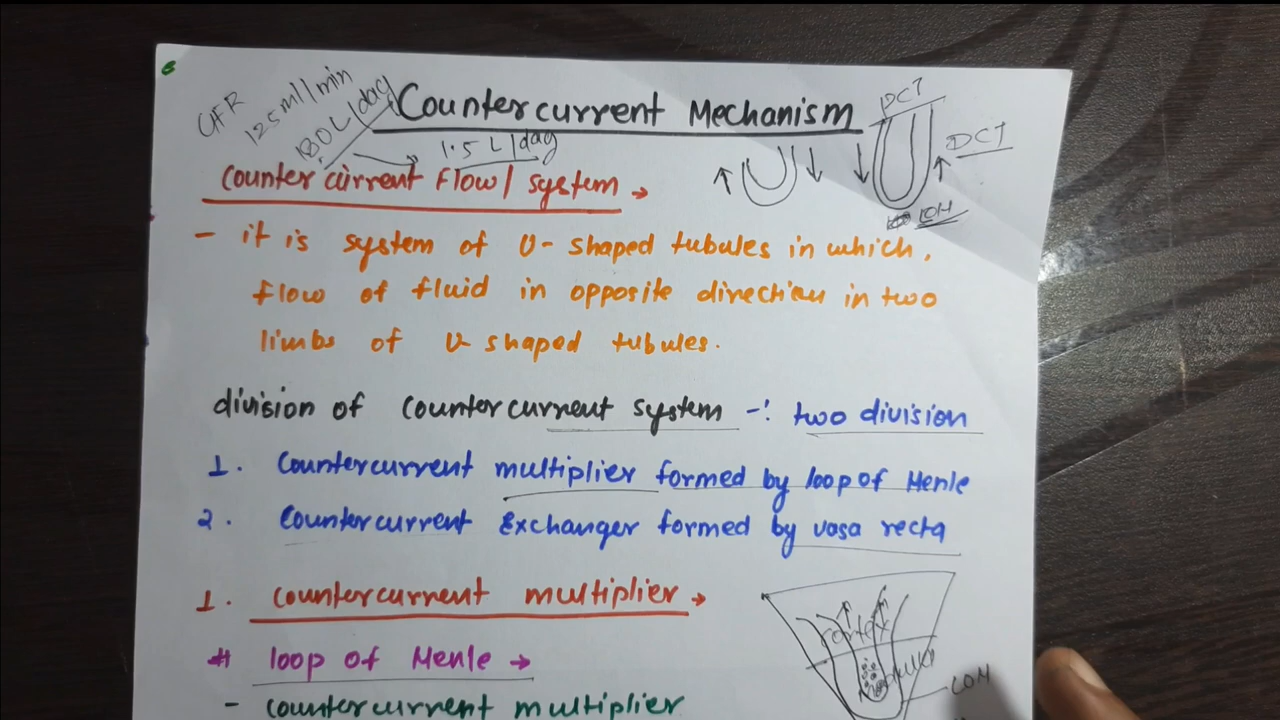 GFR
125 ml/min
180 L/day
1.5 L/day
Countercurrent Mechanism
DCT
DCT
LOH
Counter current Flow/ system →
- it is system of U- shaped tubules in which,
flow of fluid in opposite direction in two
limbs of U shaped tubules.
division of countercurrent system -: two division
1. Countercurrent multiplier formed by loop of Henle
2. Countercurrent Exchanger formed by vasa recta
1. countercurrent multiplier →
# loop of Henle →
- countercurrent multiplier
cortex
LOH